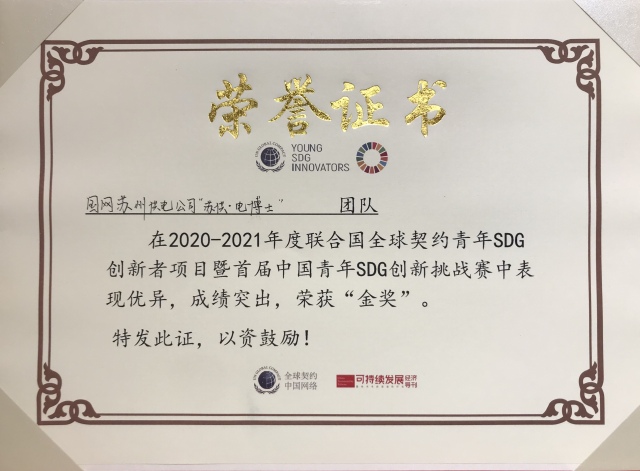 荣誉证书
YOUNG
SDG
INNOVATORS
国网苏州供电公司“苏供·电博士” 团队
在2020-2021年度联合国全球契约青年SDG
创新者项目暨首届中国青年SDG创新挑战赛中表
现优异，成绩突出，荣获“金奖”。
特发此证，以资鼓励！
全球契约
中国网络
可持续发展 经济
导刊